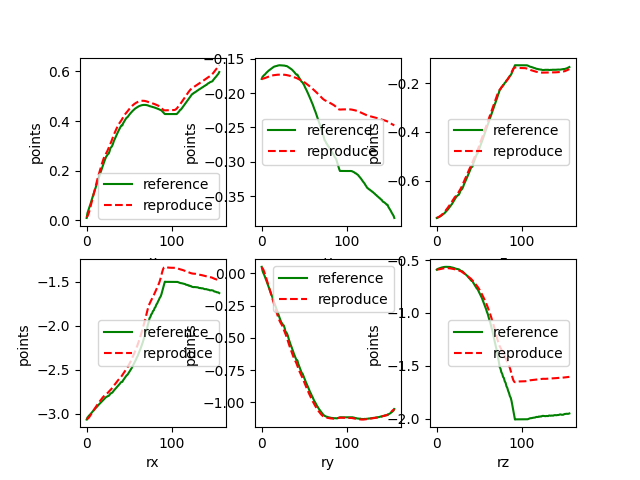 0.6
0.4
0.2
0.0
points
reference
reproduce
0
100
−0.15
−0.20
−0.25
−0.30
−0.35
points
reference
reproduce
0
100
−0.2
−0.4
−0.6
points
reference
reproduce
0
100
−1.5
−2.0
−2.5
−3.0
points
reference
reproduce
0
100
rx
0.00
−0.25
−0.50
−0.75
−1.00
points
reference
reproduce
0
100
ry
−0.5
−1.0
−1.5
−2.0
points
reference
reproduce
0
100
rz